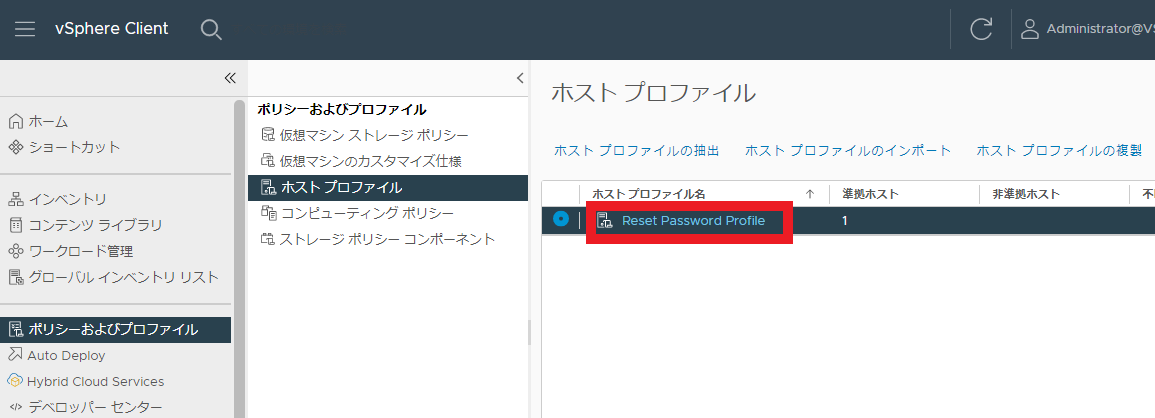 vSphere Client
Administrator@VS
ホーム
ショートカット
インベントリ
コンテンツ ライブラリ
ワークロード管理
グローバル インベントリ リスト
ポリシーおよびプロファイル
Auto Deploy
Hybrid Cloud Services
デベロッパー センター
ポリシーおよびプロファイル
仮想マシン ストレージ ポリシー
仮想マシンのカスタマイズ仕様
ホスト プロファイル
コンピューティング ポリシー
ストレージ ポリシー コンポーネント
ホスト プロファイル
ホスト プロファイルの抽出 ホスト プロファイルのインポート ホスト プロファイルの複製
ホスト プロファイル名 準拠ホスト 非準拠ホスト 不
Reset Password Profile 1